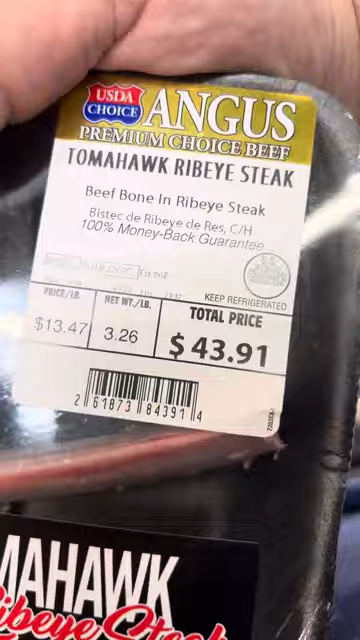 USDA
CHOICE
ANGUS
PREMIUM CHOICE BEEF
TOMAHAWK RIBEYE STEAK
Beef Bone In Ribeye Steak
Bistec de Ribeye de Res, C/H
100% Money-Back Guarantee
KEEP REFRIGERATED
PRICE/LB.
NET WT./LB.
TOTAL PRICE
$13.47
3.26
$43.91
2 61873 84391 4
MAHAWK
ibeye Steak